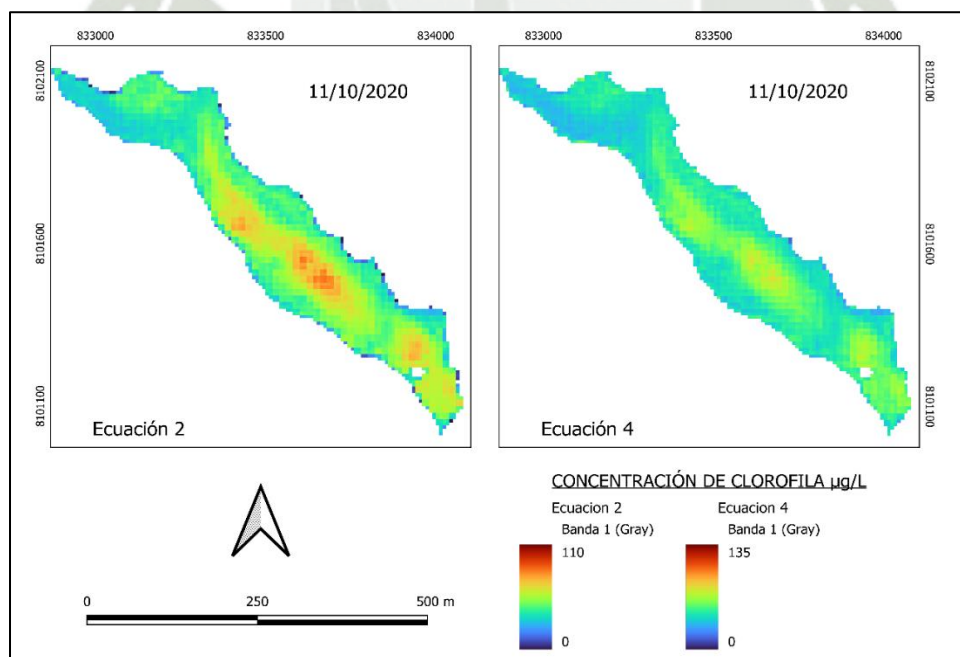 833000 833500 834000
833000 833500 834000
8102100
11/10/2020
11/10/2020
8102100
8101600
8101600
8101100
8101100
Ecuación 2
Ecuación 4
CONCENTRACIÓN DE CLOROFILA µg/L
Ecuacion 2
Ecuacion 4
Banda 1 (Gray)
Banda 1 (Gray)
110
135
0
0
0 250 500 m